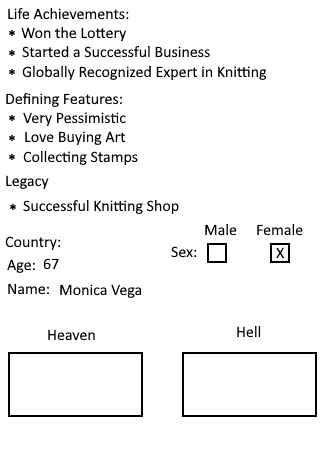 Life Achievements:
* Won the Lottery
* Started a Successful Business
* Globally Recognized Expert in Knitting
Defining Features:
* Very Pessimistic
* Love Buying Art
* Collecting Stamps
Legacy
* Successful Knitting Shop
Male Female
Country:
Sex: X
Age: 67
Name: Monica Vega
Heaven Hell